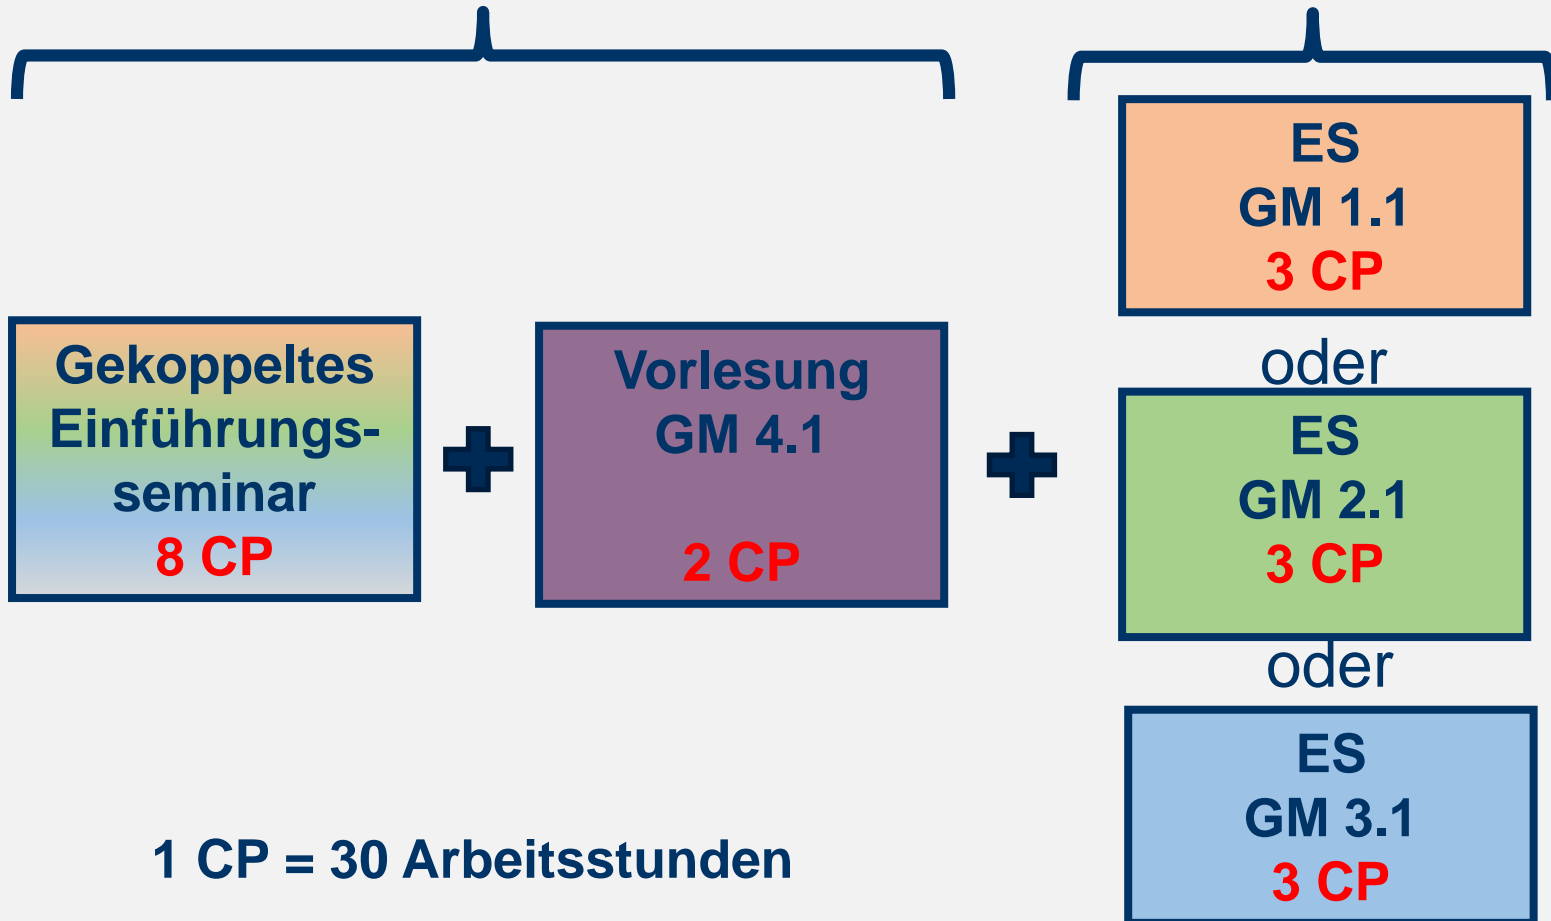 Gekoppeltes
Einführungs-
seminar
8 CP
Vorlesung
GM 4.1
2 CP
ES
GM 1.1
3 CP
oder
ES
GM 2.1
3 CP
oder
ES
GM 3.1
3 CP
1 CP = 30 Arbeitsstunden